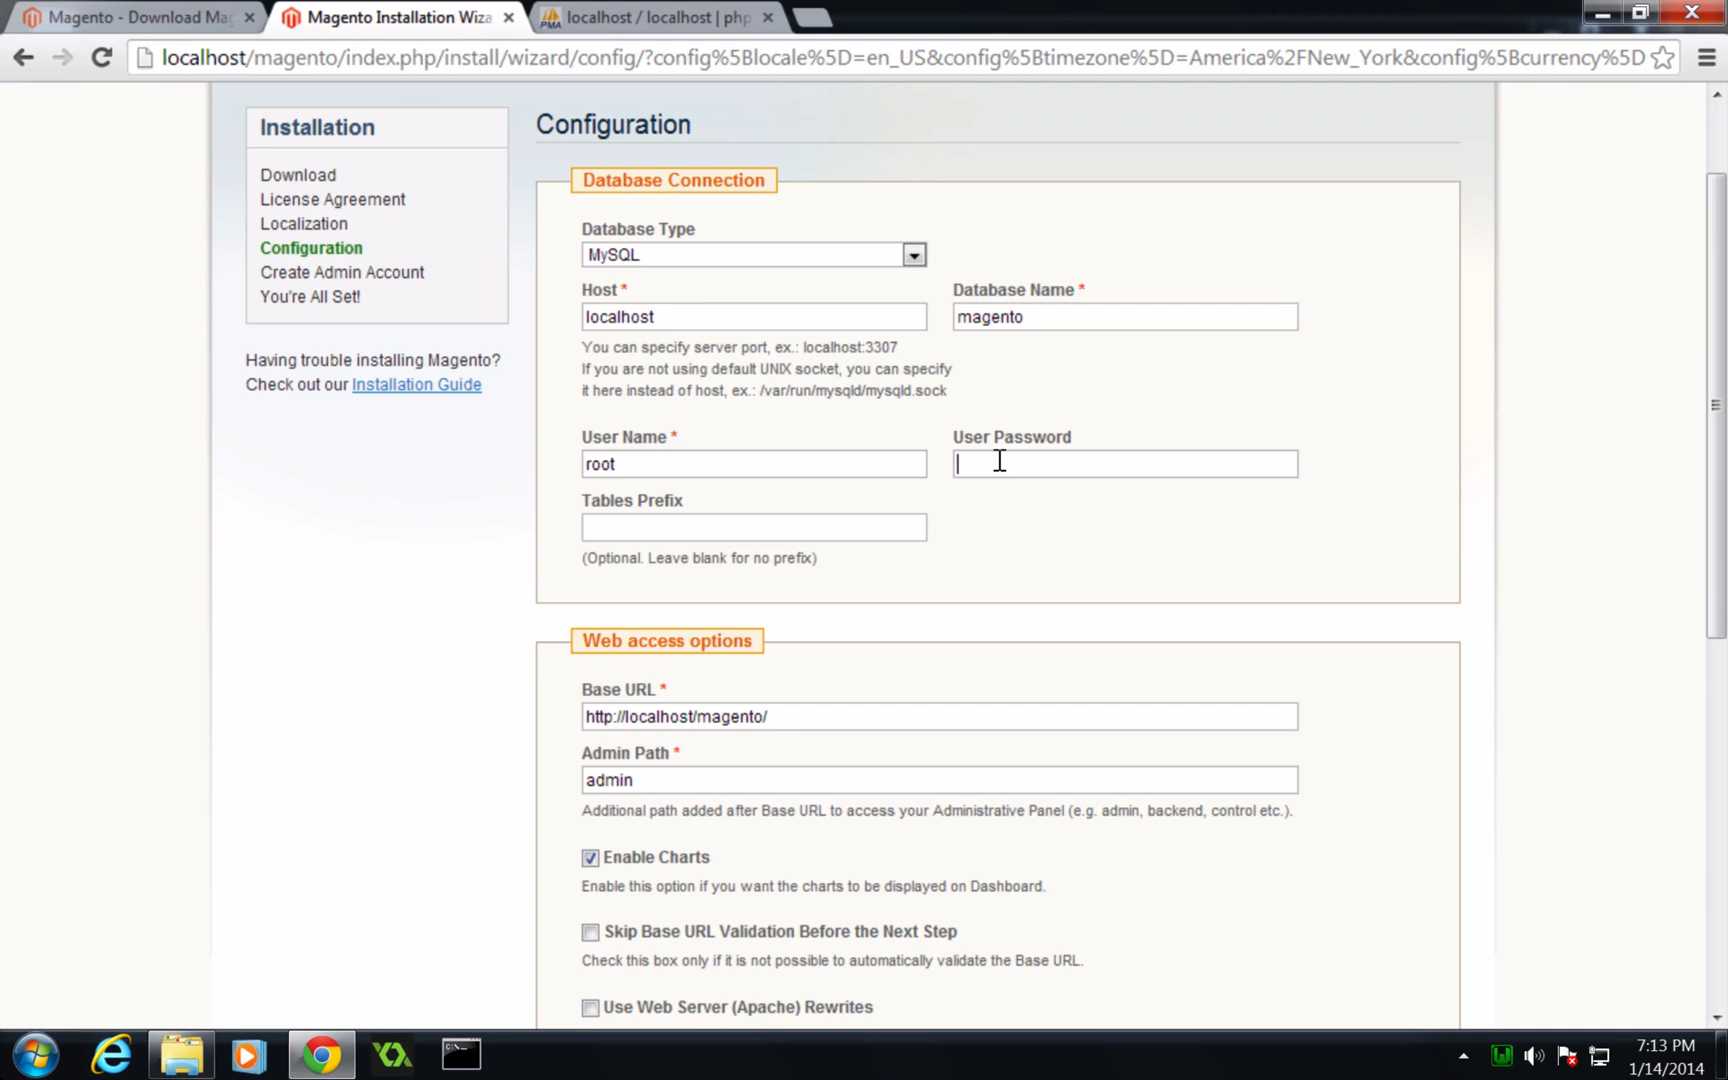 Magento - Download Mag
Magento Installation Wiza
localhost / localhost | php
localhost/magento/index.php/install/wizard/config/?config%5Blocale%5D=en_US&config%5Btimezone%5D=America%2FNew_York&config%5Bcurrency%5D
Installation
Download
License Agreement
Localization
Configuration
Create Admin Account
You're All Set!
Having trouble installing Magento?
Check out our Installation Guide
Configuration
Database Connection
Database Type
MySQL
Host *
Database Name *
localhost
magento
You can specify server port, ex.: localhost:3307
If you are not using default UNIX socket, you can specify
it here instead of host, ex.: /var/run/mysqld/mysqld.sock
User Name *
User Password
root
Tables Prefix
(Optional. Leave blank for no prefix)
Web access options
Base URL *
http://localhost/magento/
Admin Path *
admin
Additional path added after Base URL to access your Administrative Panel (e.g. admin, backend, control etc.).
Enable Charts
Enable this option if you want the charts to be displayed on Dashboard.
Skip Base URL Validation Before the Next Step
Check this box only if it is not possible to automatically validate the Base URL.
Use Web Server (Apache) Rewrites
7:13 PM
1/14/2014